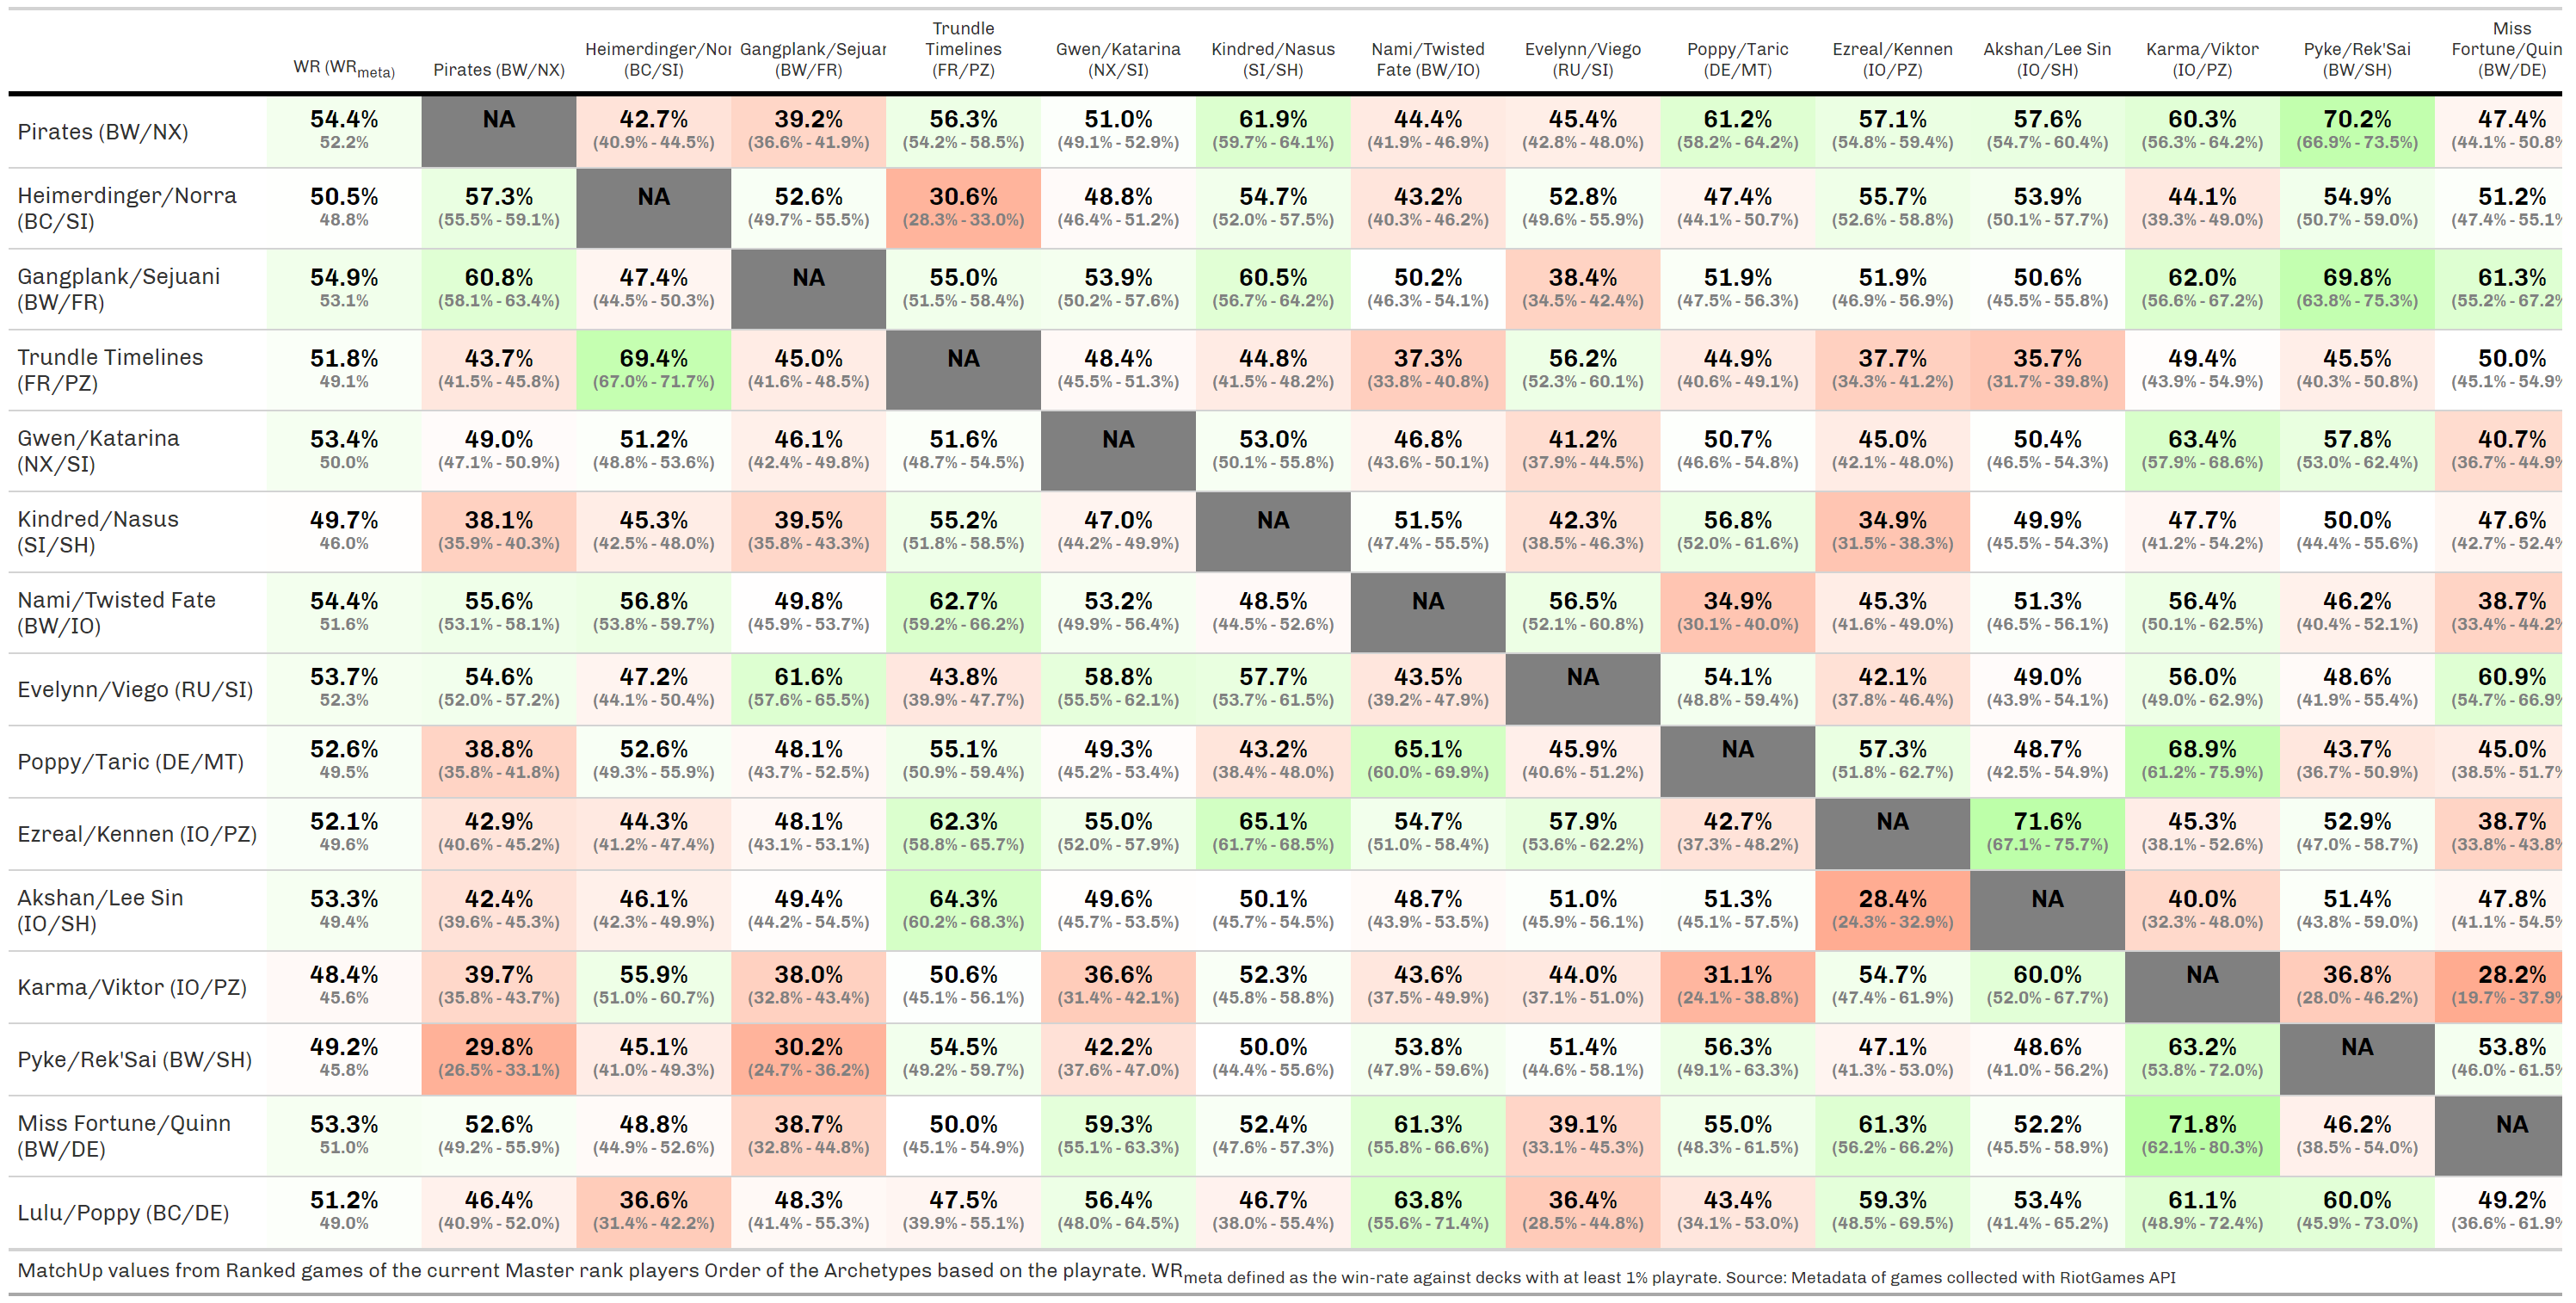 WR (WRmeta) Pirates (BW/NX) Heimerdinger/Nor (BC/SI) Gangplank/Sejuar (BW/FR) Trundle Timelines (FR/PZ) Gwen/Katarina (NX/SI) Kindred/Nasus (SI/SH) Nami/Twisted Fate (BW/IO) Evelynn/Viego (RU/SI) Poppy/Taric (DE/MT) Ezreal/Kennen (IO/PZ) Akshan/Lee Sin (IO/SH) Karma/Viktor (IO/PZ) Pyke/Rek'Sai (BW/SH) Miss Fortune/Quin (BW/DE)
Pirates (BW/NX) 54.4% NA 42.7% 39.2% 56.3% 51.0% 61.9% 44.4% 45.4% 61.2% 57.1% 57.6% 60.3% 70.2% 47.4%
52.2% (40.9% - 44.5%) (36.6% - 41.9%) (54.2% - 58.5%) (49.1% - 52.9%) (59.7% - 64.1%) (41.9% - 46.9%) (42.8% - 48.0%) (58.2% - 64.2%) (54.8% - 59.4%) (54.7% - 60.4%) (56.3% - 64.2%) (66.9% - 73.5%) (44.1% - 50.8%
Heimerdinger/Norra 50.5% 57.3% NA 52.6% 30.6% 48.8% 54.7% 43.2% 52.8% 47.4% 55.7% 53.9% 44.1% 54.9% 51.2%
(BC/SI) 48.8% (55.5% - 59.1%) (49.7% - 55.5%) (28.3% - 33.0%) (46.4% - 51.2%) (52.0% - 57.5%) (40.3% - 46.2%) (49.6% - 55.9%) (44.1% - 50.7%) (52.6% - 58.8%) (50.1% - 57.7%) (39.3% - 49.0%) (50.7% - 59.0%) (47.4% - 55.1%
Gangplank/Sejuani 54.9% 60.8% 47.4% NA 55.0% 53.9% 60.5% 50.2% 38.4% 51.9% 51.9% 50.6% 62.0% 69.8% 61.3%
(BW/FR) 53.1% (58.1% - 63.4%) (44.5% - 50.3%) (51.5% - 58.4%) (50.2% - 57.6%) (56.7% - 64.2%) (46.3% - 54.1%) (34.5% - 42.4%) (47.5% - 56.3%) (46.9% - 56.9%) (45.5% - 55.8%) (56.6% - 67.2%) (63.8% - 75.3%) (55.2% - 67.2%
Trundle Timelines 51.8% 43.7% 69.4% 45.0% NA 48.4% 44.8% 37.3% 56.2% 44.9% 37.7% 35.7% 49.4% 45.5% 50.0%
(FR/PZ) 49.1% (41.5% - 45.8%) (67.0% - 71.7%) (41.6% - 48.5%) (45.5% - 51.3%) (41.5% - 48.2%) (33.8% - 40.8%) (52.3% - 60.1%) (40.6% - 49.1%) (34.3% - 41.2%) (31.7% - 39.8%) (43.9% - 54.9%) (40.3% - 50.8%) (45.1% - 54.9%
Gwen/Katarina 53.4% 49.0% 51.2% 46.1% 51.6% NA 53.0% 46.8% 41.2% 50.7% 45.0% 50.4% 63.4% 57.8% 40.7%
(NX/SI) 50.0% (47.1% - 50.9%) (48.8% - 53.6%) (42.4% - 49.8%) (48.7% - 54.5%) (50.1% - 55.8%) (43.6% - 50.1%) (37.9% - 44.5%) (46.6% - 54.8%) (42.1% - 48.0%) (46.5% - 54.3%) (57.9% - 68.6%) (53.0% - 62.4%) (36.7% - 44.9%
Kindred/Nasus 49.7% 38.1% 45.3% 39.5% 55.2% 47.0% NA 51.5% 42.3% 56.8% 34.9% 49.9% 47.7% 50.0% 47.6%
(SI/SH) 46.0% (35.9% - 40.3%) (42.5% - 48.0%) (35.8% - 43.3%) (51.8% - 58.5%) (44.2% - 49.9%) (47.4% - 55.5%) (38.5% - 46.3%) (52.0% - 61.6%) (31.5% - 38.3%) (45.5% - 54.3%) (41.2% - 54.2%) (44.4% - 55.6%) (42.7% - 52.4%
Nami/Twisted Fate 54.4% 55.6% 56.8% 49.8% 62.7% 53.2% 48.5% NA 56.5% 34.9% 45.3% 51.3% 56.4% 46.2% 38.7%
(BW/IO) 51.6% (53.1% - 58.1%) (53.8% - 59.7%) (45.9% - 53.7%) (59.2% - 66.2%) (49.9% - 56.4%) (44.5% - 52.6%) (52.1% - 60.8%) (30.1% - 40.0%) (41.6% - 49.0%) (46.5% - 56.1%) (50.1% - 62.5%) (40.4% - 52.1%) (33.4% - 44.2%
Evelynn/Viego (RU/SI) 53.7% 54.6% 47.2% 61.6% 43.8% 58.8% 57.7% 43.5% NA 54.1% 42.1% 49.0% 56.0% 48.6% 60.9%
52.3% (52.0% - 57.2%) (44.1% - 50.4%) (57.6% - 65.5%) (39.9% - 47.7%) (55.5% - 62.1%) (53.7% - 61.5%) (39.2% - 47.9%) (48.8% - 59.4%) (37.8% - 46.4%) (43.9% - 54.1%) (49.0% - 62.9%) (41.9% - 55.4%) (54.7% - 66.9%
Poppy/Taric (DE/MT) 52.6% 38.8% 52.6% 48.1% 55.1% 49.3% 43.2% 65.1% 45.9% NA 57.3% 48.7% 68.9% 43.7% 45.0%
49.5% (35.8% - 41.8%) (49.3% - 55.9%) (43.7% - 52.5%) (50.9% - 59.4%) (45.2% - 53.4%) (38.4% - 48.0%) (60.0% - 69.9%) (40.6% - 51.2%) (51.8% - 62.7%) (42.5% - 54.9%) (61.2% - 75.9%) (36.7% - 50.9%) (38.5% - 51.7%
Ezreal/Kennen (IO/PZ) 52.1% 42.9% 44.3% 48.1% 62.3% 55.0% 65.1% 54.7% 57.9% 42.7% NA 71.6% 45.3% 52.9% 38.7%
49.6% (40.6% - 45.2%) (41.2% - 47.4%) (43.1% - 53.1%) (58.8% - 65.7%) (52.0% - 57.9%) (61.7% - 68.5%) (51.0% - 58.4%) (53.6% - 62.2%) (37.3% - 48.2%) (67.1% - 75.7%) (38.1% - 52.6%) (47.0% - 58.7%) (33.8% - 43.8%
Akshan/Lee Sin 53.3% 42.4% 46.1% 49.4% 64.3% 49.6% 50.1% 48.7% 51.0% 51.3% 28.4% NA 40.0% 51.4% 47.8%
(IO/SH) 49.4% (39.6% - 45.3%) (42.3% - 49.9%) (44.2% - 54.5%) (60.2% - 68.3%) (45.7% - 53.5%) (45.7% - 54.5%) (43.9% - 53.5%) (45.9% - 56.1%) (45.1% - 57.5%) (24.3% - 32.9%) (32.3% - 48.0%) (43.8% - 59.0%) (41.1% - 54.5%
Karma/Viktor (IO/PZ) 48.4% 39.7% 55.9% 38.0% 50.6% 36.6% 52.3% 43.6% 44.0% 31.1% 54.7% 60.0% NA 36.8% 28.2%
45.6% (35.8% - 43.7%) (51.0% - 60.7%) (32.8% - 43.4%) (45.1% - 56.1%) (31.4% - 42.1%) (45.8% - 58.8%) (37.5% - 49.9%) (37.1% - 51.0%) (24.1% - 38.8%) (47.4% - 61.9%) (52.0% - 67.7%) (28.0% - 46.2%) (19.7% - 37.9%
Pyke/Rek'Sai (BW/SH) 49.2% 29.8% 45.1% 30.2% 54.5% 42.2% 50.0% 53.8% 51.4% 56.3% 47.1% 48.6% 63.2% NA 53.8%
45.8% (26.5% - 33.1%) (41.0% - 49.3%) (24.7% - 36.2%) (49.2% - 59.7%) (37.6% - 47.0%) (44.4% - 55.6%) (47.9% - 59.6%) (44.6% - 58.1%) (49.1% - 63.3%) (41.3% - 53.0%) (41.0% - 56.2%) (53.8% - 72.0%) (46.0% - 61.5%
Miss Fortune/Quinn 53.3% 52.6% 48.8% 38.7% 50.0% 59.3% 52.4% 61.3% 39.1% 55.0% 61.3% 52.2% 71.8% 46.2% NA
(BW/DE) 51.0% (49.2% - 55.9%) (44.9% - 52.6%) (32.8% - 44.8%) (45.1% - 54.9%) (55.1% - 63.3%) (47.6% - 57.3%) (55.8% - 66.6%) (33.1% - 45.3%) (48.3% - 61.5%) (56.2% - 66.2%) (45.5% - 58.9%) (62.1% - 80.3%) (38.5% - 54.0%)
Lulu/Poppy (BC/DE) 51.2% 46.4% 36.6% 48.3% 47.5% 56.4% 46.7% 63.8% 36.4% 43.4% 59.3% 53.4% 61.1% 60.0% 49.2%
49.0% (40.9% - 52.0%) (31.4% - 42.2%) (41.4% - 55.3%) (39.9% - 55.1%) (48.0% - 64.5%) (38.0% - 55.4%) (55.6% - 71.4%) (28.5% - 44.8%) (34.1% - 53.0%) (48.5% - 69.5%) (41.4% - 65.2%) (48.9% - 72.4%) (45.9% - 73.0%) (36.6% - 61.9%
MatchUp values from Ranked games of the current Master rank players Order of the Archetypes based on the playrate. WRmeta defined as the win-rate against decks with at least 1% playrate. Source: Metadata of games collected with RiotGames API